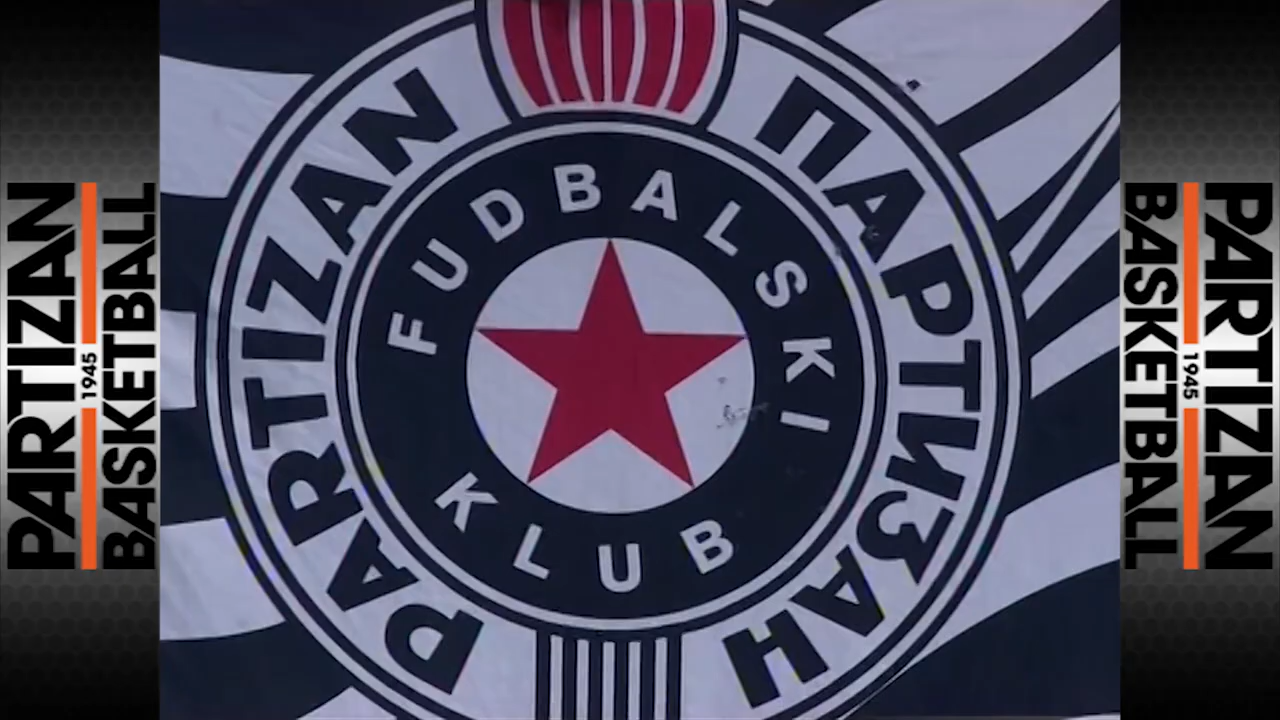 PARTIZAN
1945
BASKETBALL
PARTIZAN
ПАРТИЗАН
FUDBALSKI
KLUB
PARTIZAN
1945
BASKETBALL